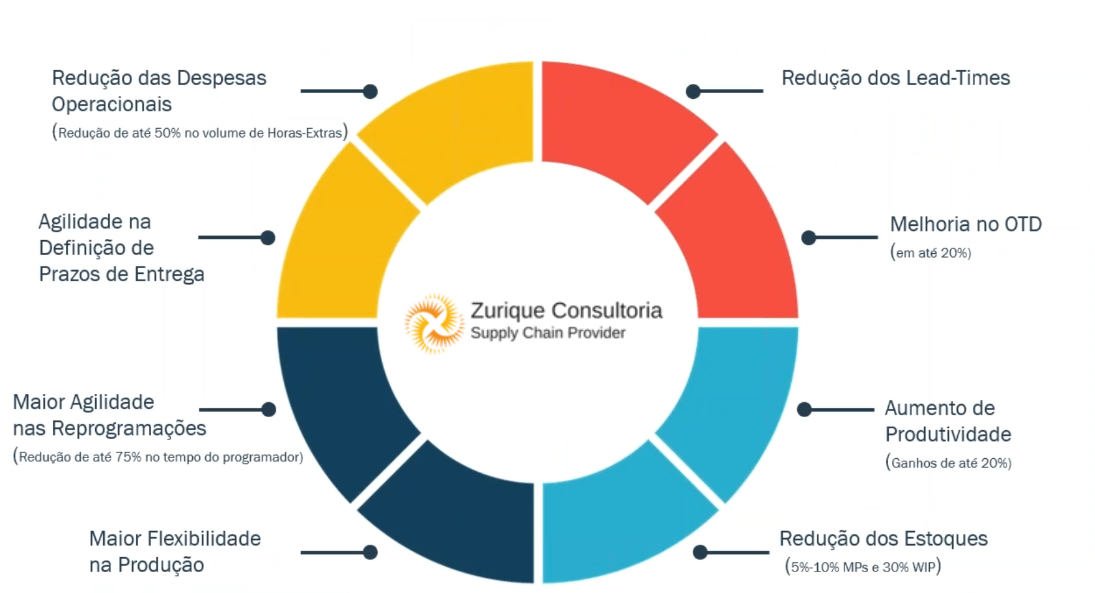 Redução das Despesas
Operacionais
(Redução de até 50% no volume de Horas-Extras)
Redução dos Lead-Times
Agilidade na
Definição de
Prazos de Entrega
Melhoria no OTD
(em até 20%)
Zurique Consultoria
Supply Chain Provider
Maior Agilidade
nas Reprogramações
(Redução de até 75% no tempo do programador)
Aumento de
Produtividade
(Ganhos de até 20%)
Maior Flexibilidade
na Produção
Redução dos Estoques
(5%-10% MPs e 30% WIP)